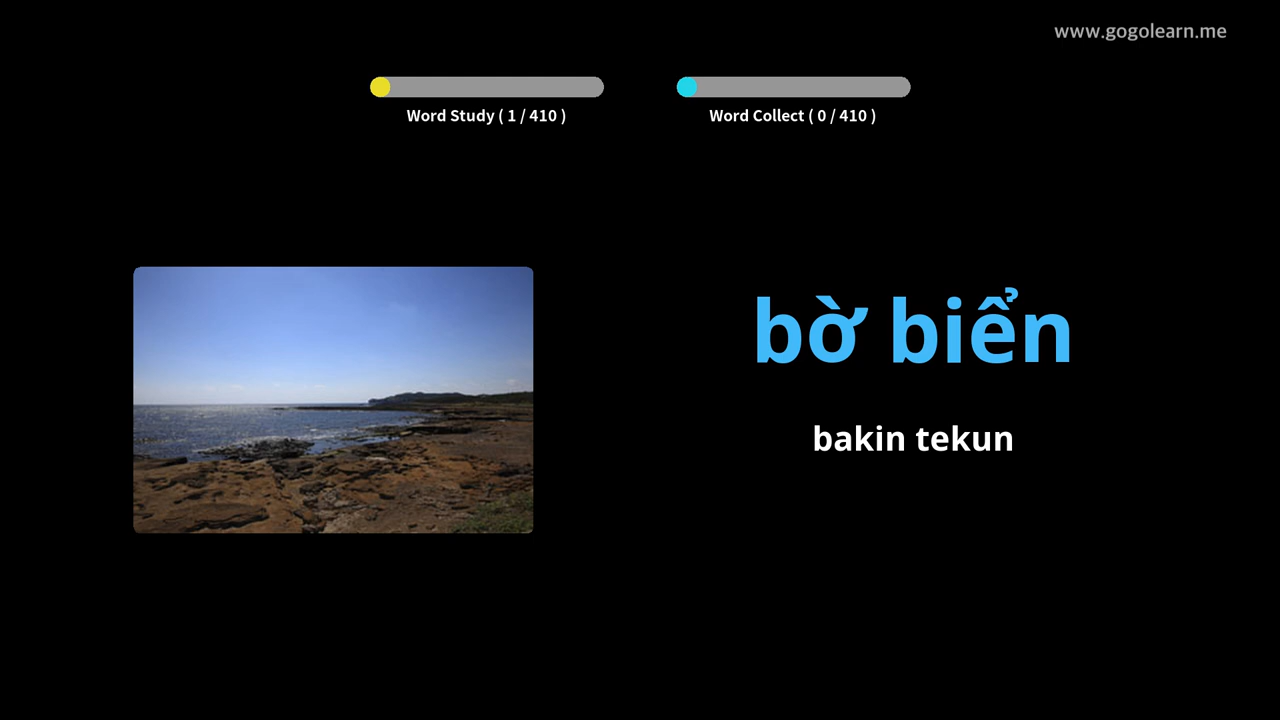 www.gogolearn.me
Word Study ( 1 / 410 )
Word Collect ( 0 / 410 )
bờ biển
bakin tekun